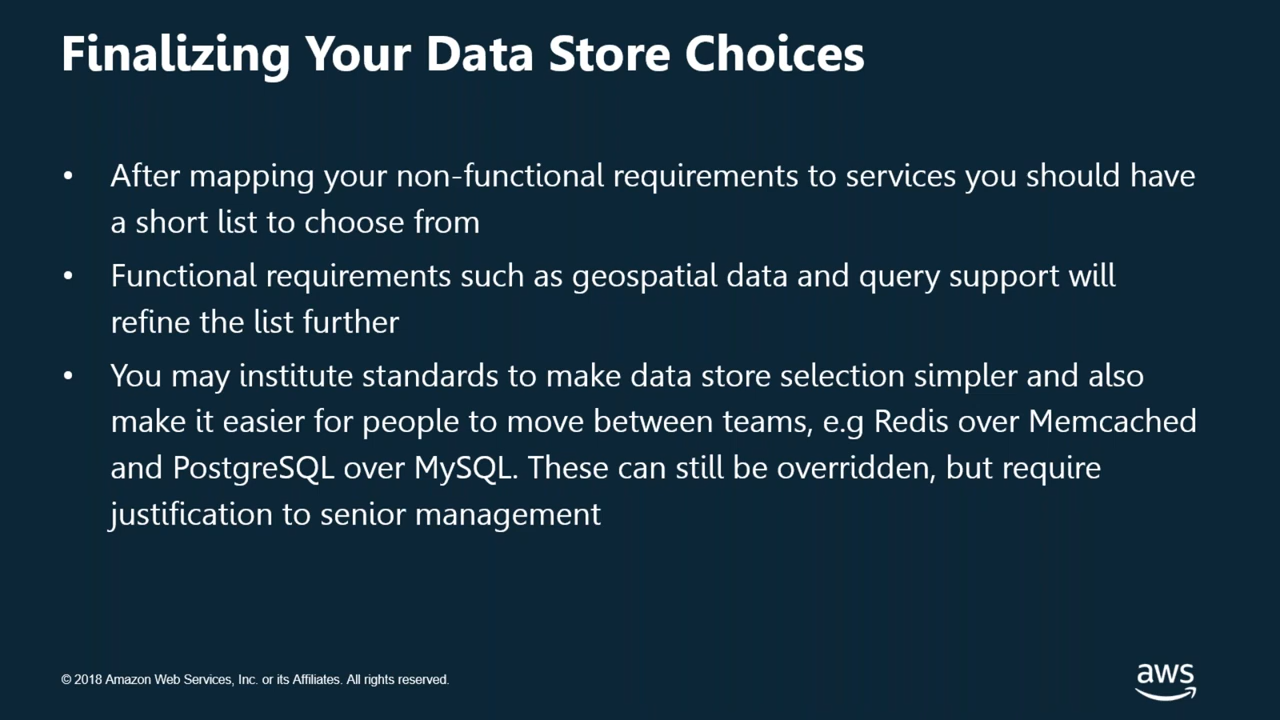 Finalizing Your Data Store Choices
• After mapping your non-functional requirements to services you should have
a short list to choose from
• Functional requirements such as geospatial data and query support will
refine the list further
• You may institute standards to make data store selection simpler and also
make it easier for people to move between teams, e.g Redis over Memcached
and PostgreSQL over MySQL. These can still be overridden, but require
justification to senior management
© 2018 Amazon Web Services, Inc. or its Affiliates. All rights reserved.
aws